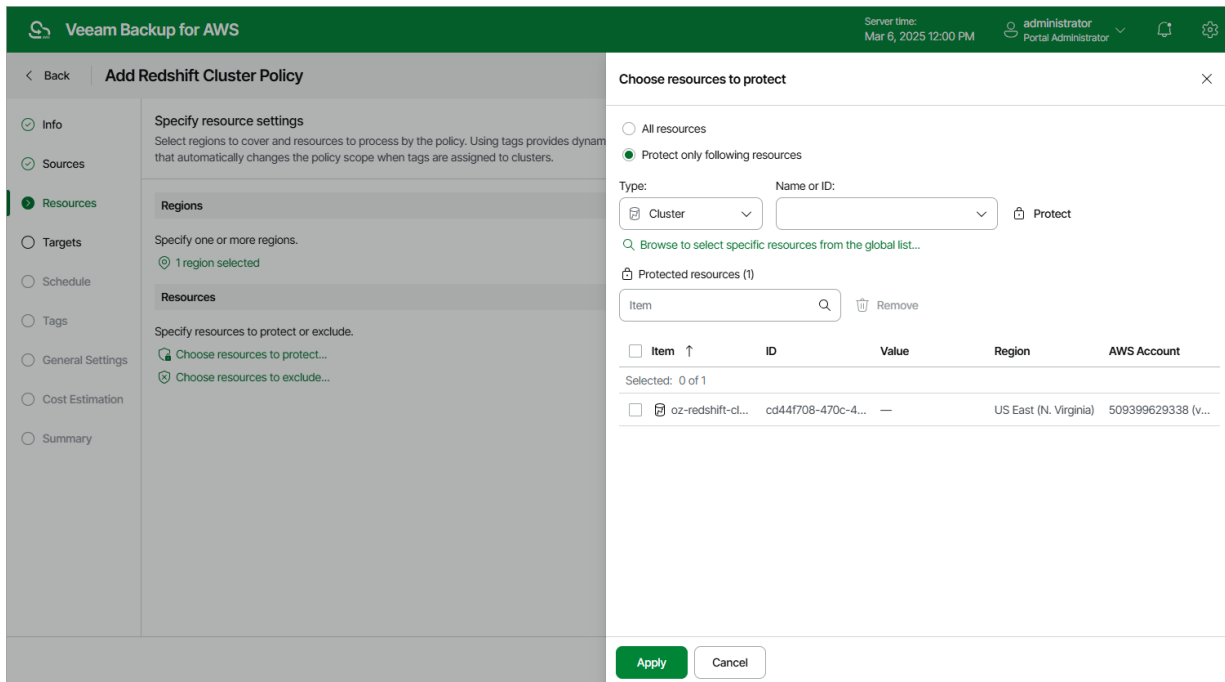 Veeam Backup for AWS
Server time:
Mar 6, 2025 12:00 PM
administrator
Portal Administrator
Back
Add Redshift Cluster Policy
Info
Sources
Resources
Targets
Schedule
Tags
General Settings
Cost Estimation
Summary
Specify resource settings
Select regions to cover and resources to process by the policy. Using tags provides dynam
that automatically changes the policy scope when tags are assigned to clusters.
Regions
Specify one or more regions.
1 region selected
Resources
Specify resources to protect or exclude.
Choose resources to protect...
Choose resources to exclude...
Choose resources to protect
All resources
Protect only following resources
Type: Name or ID:
Cluster Protect
Browse to select specific resources from the global list...
Protected resources (1)
Item Remove
Item ID Value Region AWS Account
Selected: 0 of 1
oz-redshift-cl... cd44f708-470c-4... — US East (N. Virginia) 509399629338 (v...
Apply Cancel